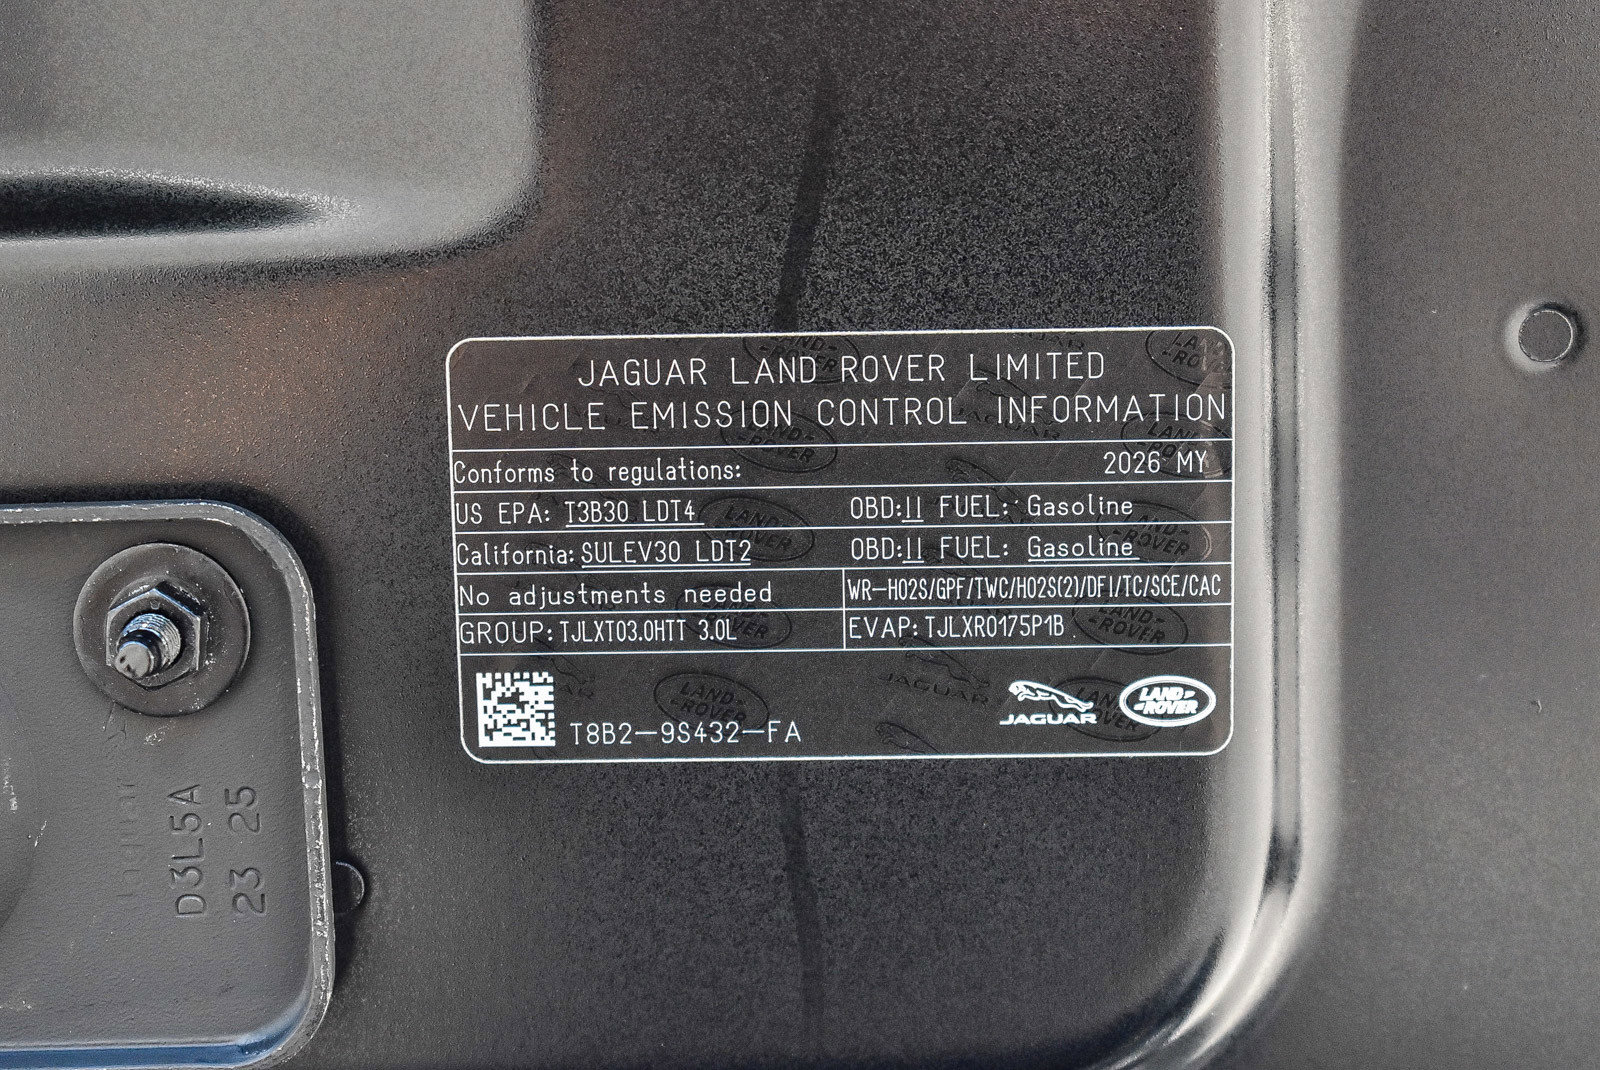 JAGUAR LAND ROVER LIMITED
VEHICLE EMISSION CONTROL INFORMATION
Conforms to regulations: 2026 MY
US EPA: T3B30 LDT4 OBD:II FUEL: Gasoline
California: SULEV30 LDT2 OBD:II FUEL: Gasoline
No adjustments needed WR-HO2S/GPF/TWC/HO2S(2)/DFI/TC/SCE/CAC
GROUP: TJLXT03.0HTT 3.0L EVAP: TJLXR0175P1B
T8B2-9S432-FA
JAGUAR
LAND-
-ROVER
D3L5A
23 25